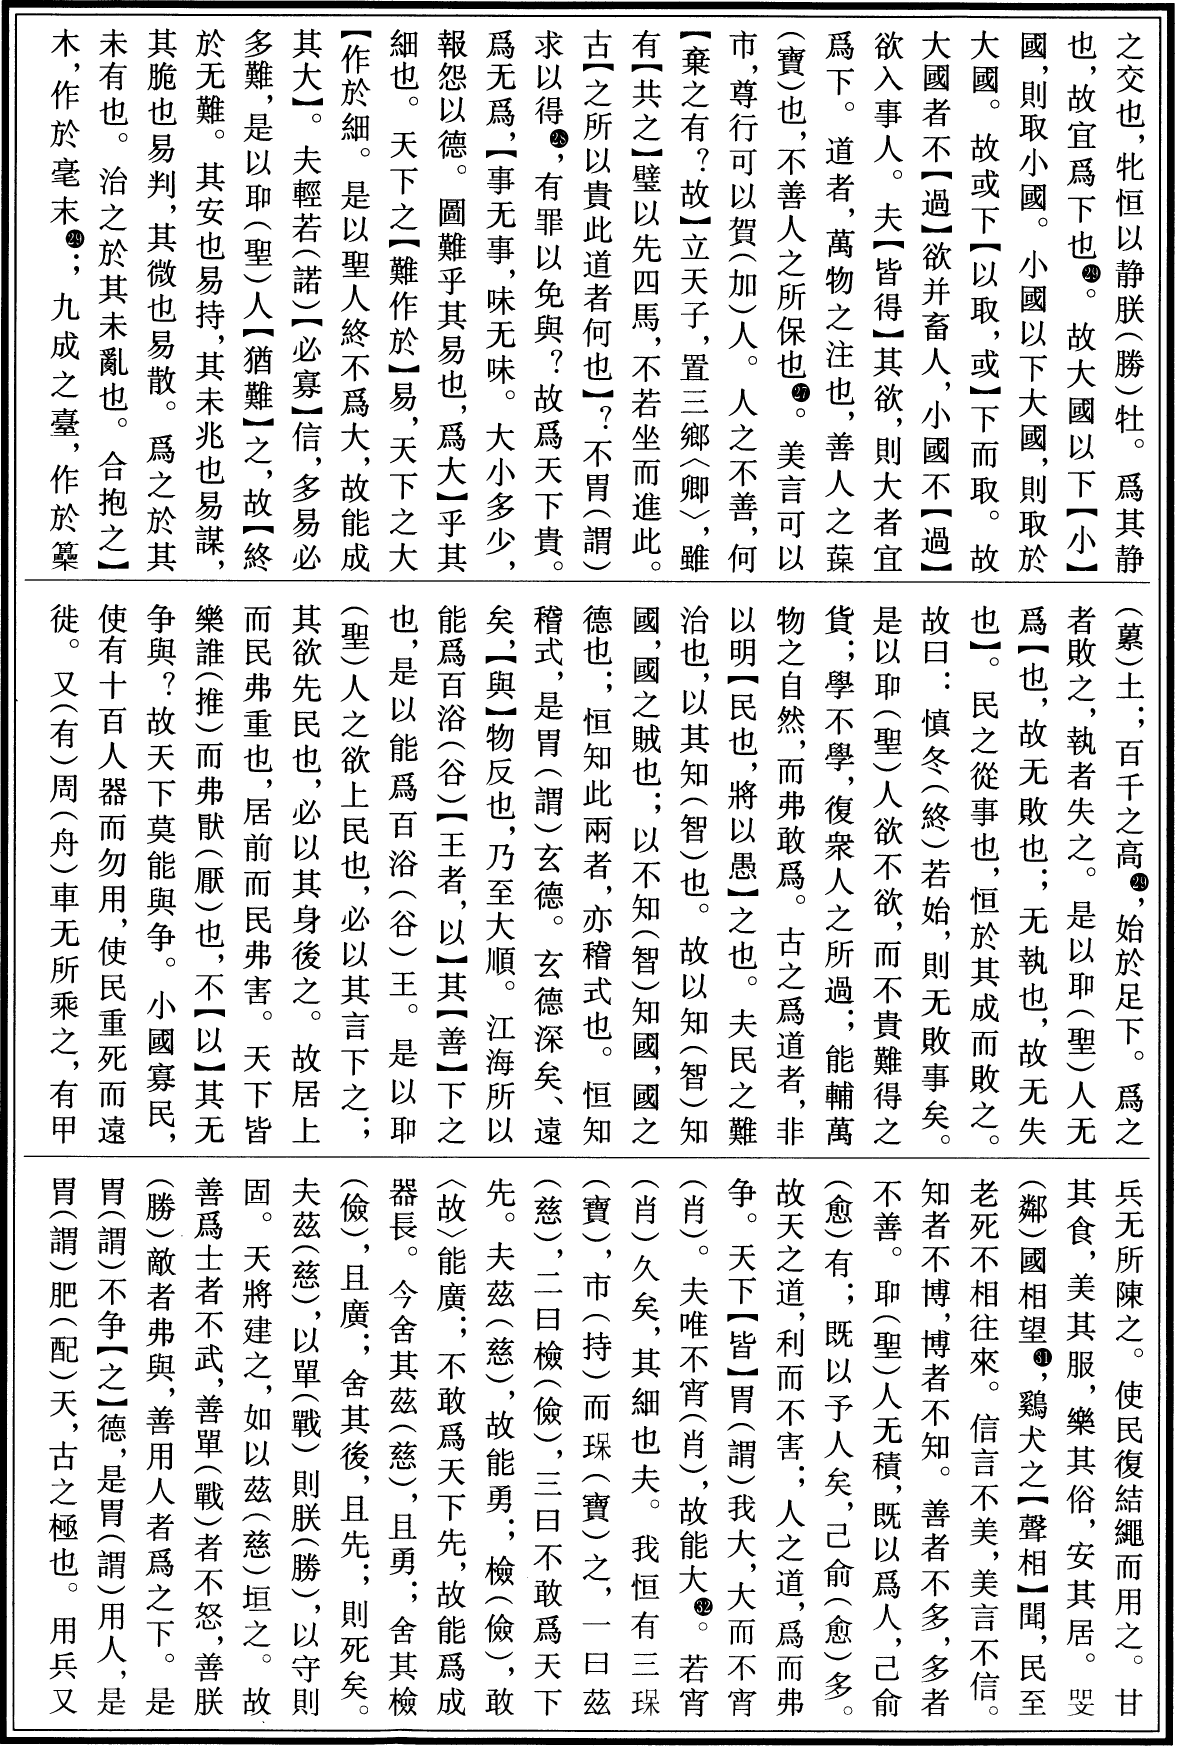 之交也，牝恒以静朕（勝）牡。爲其静
也，故宜爲下也㉙。故大國以下【小】
國，則取小國。小國以下大國，則取於
大國。故或下【以取，或】下而取。故
大國者不【過】欲并畜人，小國不【過】
欲入事人。夫【皆得】其欲，則大者宜
爲下。道者，萬物之注也，善人之葆
（寶）也，不善人之所保也㉗。美言可以
市，尊行可以賀（加）人。人之不善，何
【棄之有？故】立天子，置三鄉〈卿〉，雖
有【共之】璧以先四馬，不若坐而進此。
古【之所以貴此道者何也】？不胃（謂）
求以得㉘，有罪以免與？故爲天下貴。
爲无爲，【事无事，味无味。大小多少，
報怨以德。圖難乎其易也，爲大】乎其
細也。天下之【難作於】易，天下之大
【作於細。是以聖人終不爲大，故能成
其大】。夫輕若（諾）【必寡】信，多易必
多難，是以耶（聖）人【猶難】之，故【終
於无難。其安也易持，其未兆也易謀，
其脆也易判，其微也易散。爲之於其
未有也。治之於其未亂也。合抱之】
木，作於毫末㉙；九成之臺，作於虆
（蔂）土；百千之高㉙，始於足下。爲之
者敗之，執者失之。是以耶（聖）人无
爲【也，故无敗也；无執也，故无失
也】。民之從事也，恒於其成而敗之。
故曰：慎冬（終）若始，則无敗事矣。
是以耶（聖）人欲不欲，而不貴難得之
貨；學不學，復衆人之所過；能輔萬
物之自然，而弗敢爲。古之爲道者，非
以明【民也，將以愚】之也。夫民之難
治也，以其知（智）也。故以知（智）知
國，國之賊也；以不知（智）知國，國之
德也；恒知此兩者，亦稽式也。恒知
稽式，是胃（謂）玄德。玄德深矣、遠
矣，【與】物反也，乃至大順。江海所以
能爲百浴（谷）【王者，以】其【善】下之
也，是以能爲百浴（谷）王。是以耶
（聖）人之欲上民也，必以其言下之；
其欲先民也，必以其身後之。故居上
而民弗重也，居前而民弗害。天下皆
樂誰（推）而弗猒（厭）也，不【以】其无
争與？故天下莫能與争。小國寡民，
使有十百人器而勿用，使民重死而遠
徙。又（有）周（舟）車无所乘之，有甲
兵无所陳之。使民復結繩而用之。甘
其食，美其服，樂其俗，安其居。㖁
（鄰）國相望㉛，鷄犬之【聲相】聞，民至
老死不相往來。信言不美，美言不信。
知者不博，博者不知。善者不多，多者
不善。耶（聖）人无積，既以爲人，己俞
（愈）有；既以予人矣，己俞（愈）多。
故天之道，利而不害；人之道，爲而弗
争。天下【皆】胃（謂）我大，大而不宵
（肖）。夫唯不宵（肖），故能大㉜。若宵
（肖）久矣，其細也夫。我恒有三琛
（寶），市（持）而琛（寶）之，一曰茲
（慈），二曰檢（儉），三曰不敢爲天下
先。夫茲（慈），故能勇；檢（儉），敢
〈故〉能廣；不敢爲天下先，故能爲成
器長。今舍其茲（慈），且勇；舍其檢
（儉），且廣；舍其後，且先；則死矣。
夫茲（慈），以單（戰）則朕（勝），以守則
固。天將建之，如以茲（慈）垣之。故
善爲士者不武，善單（戰）者不怒，善朕
（勝）敵者弗與，善用人者爲之下。是
胃（謂）不争【之】德，是胃（謂）用人，是
胃（謂）肥（配）天，古之極也。用兵又